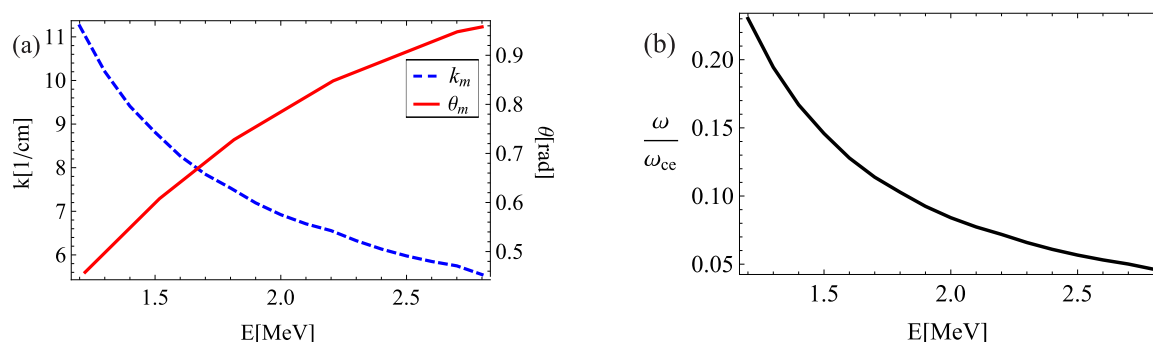 (a)
11
10
9
8
7
6
k[1/cm]
0.9
0.8
0.7
0.6
0.5
θ[rad]
k_m
θ_m
1.5 2.0 2.5
E[MeV]
(b)
0.20
0.15
0.10
0.05
ω
ω_ce
1.5 2.0 2.5
E[MeV]